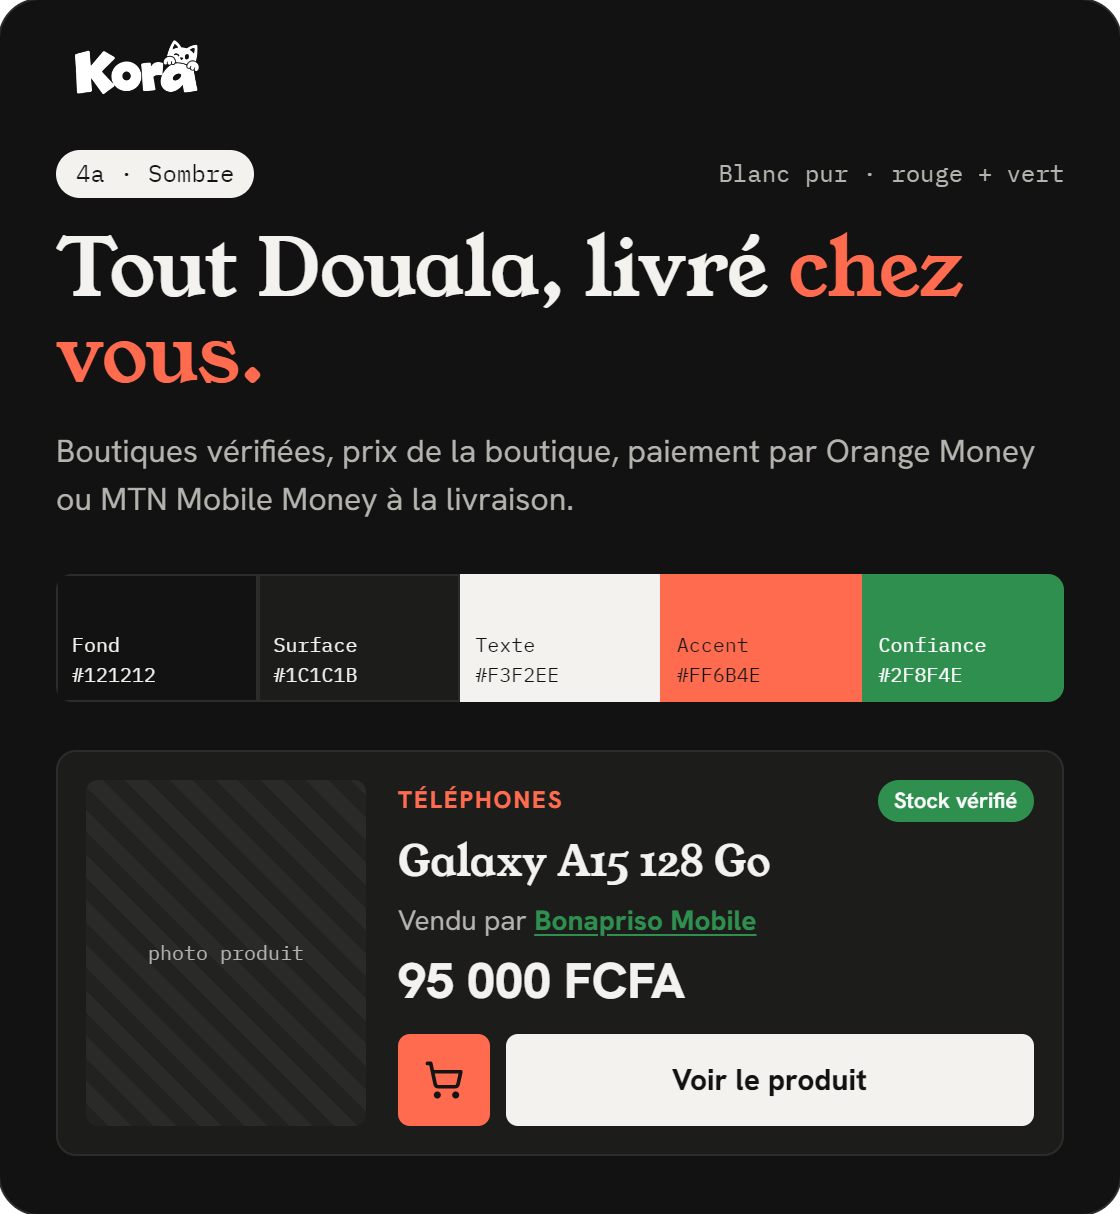 Kora
4a · Sombre
Blanc pur · rouge + vert
Tout Douala, livré chez
vous.
Boutiques vérifiées, prix de la boutique, paiement par Orange Money
ou MTN Mobile Money à la livraison.
Fond
#121212
Surface
#1C1C1B
Texte
#F3F2EE
Accent
#FF6B4E
Confiance
#2F8F4E
photo produit
TÉLÉPHONES
Stock vérifié
Galaxy A15 128 Go
Vendu par Bonapriso Mobile
95 000 FCFA
Voir le produit